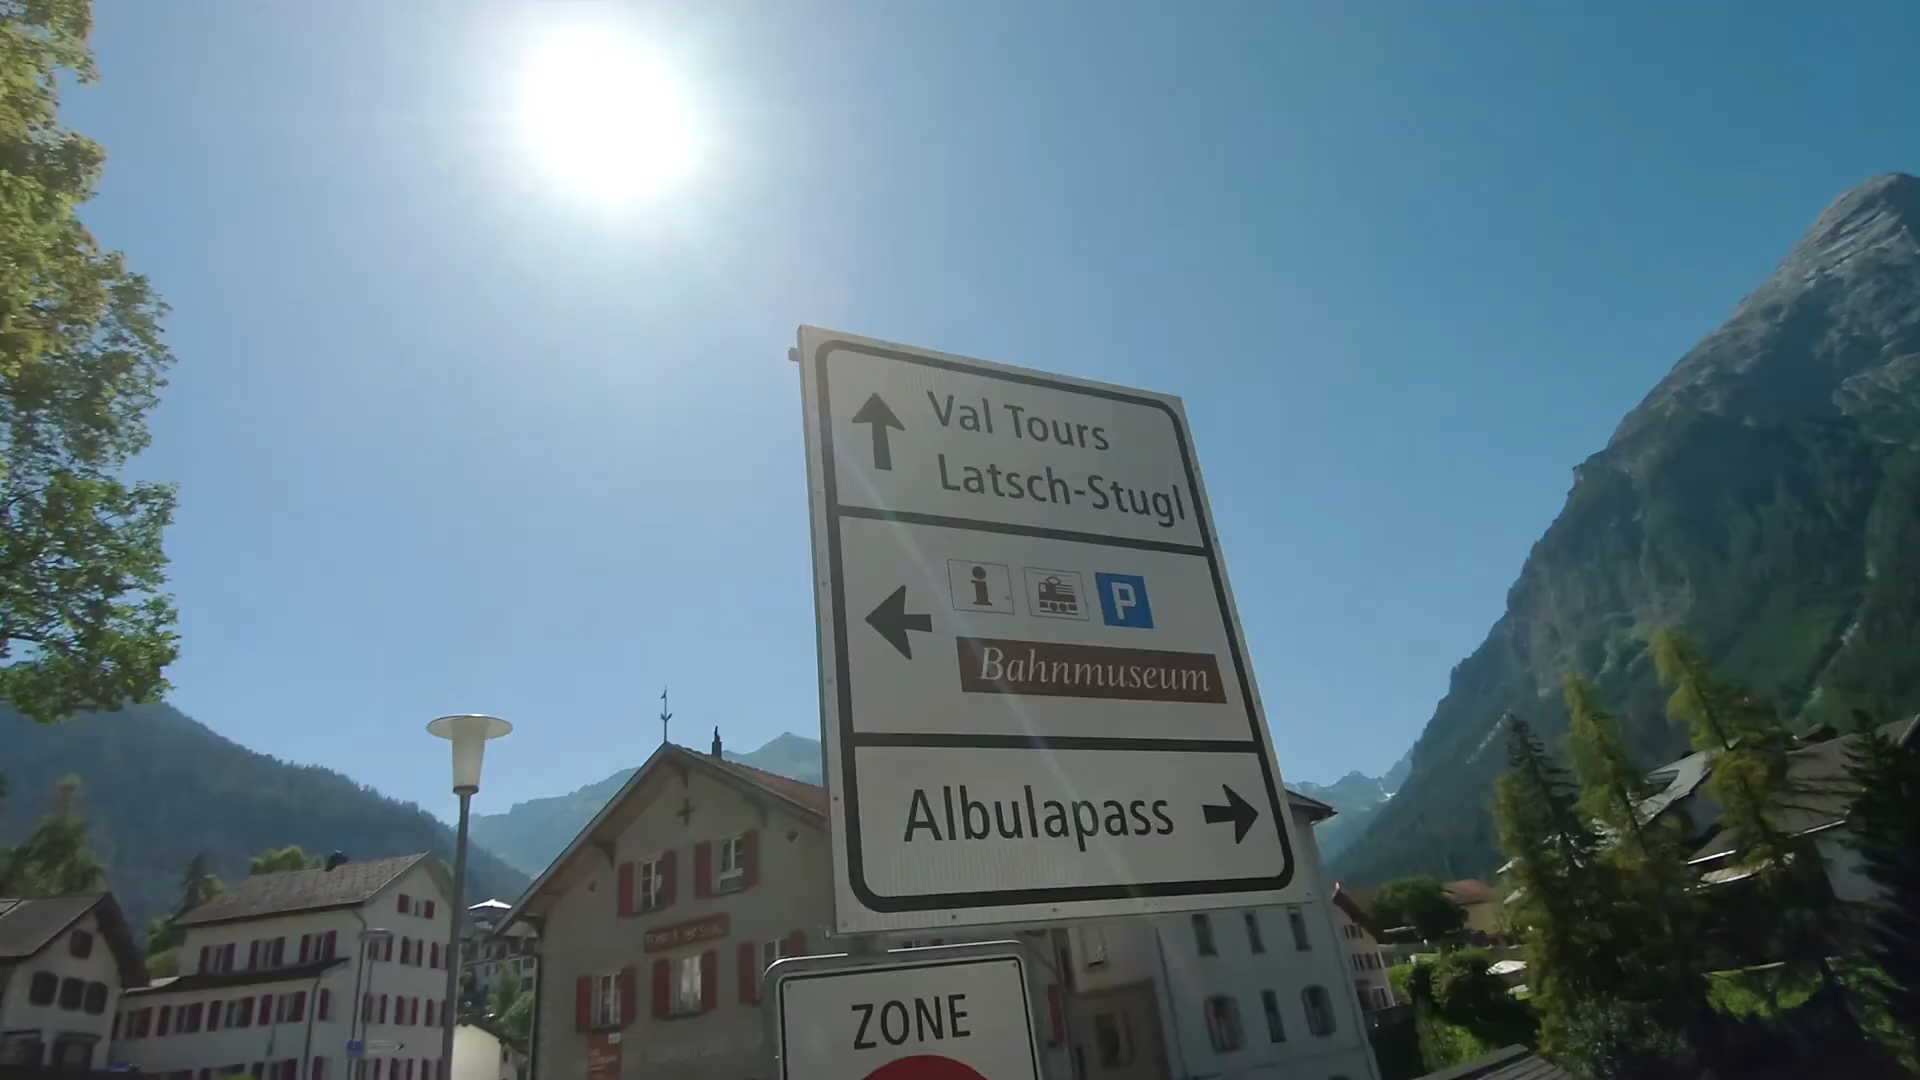 Val Tours
Latsch-Stugl
P
Bahnmuseum
Albulapass
ZONE